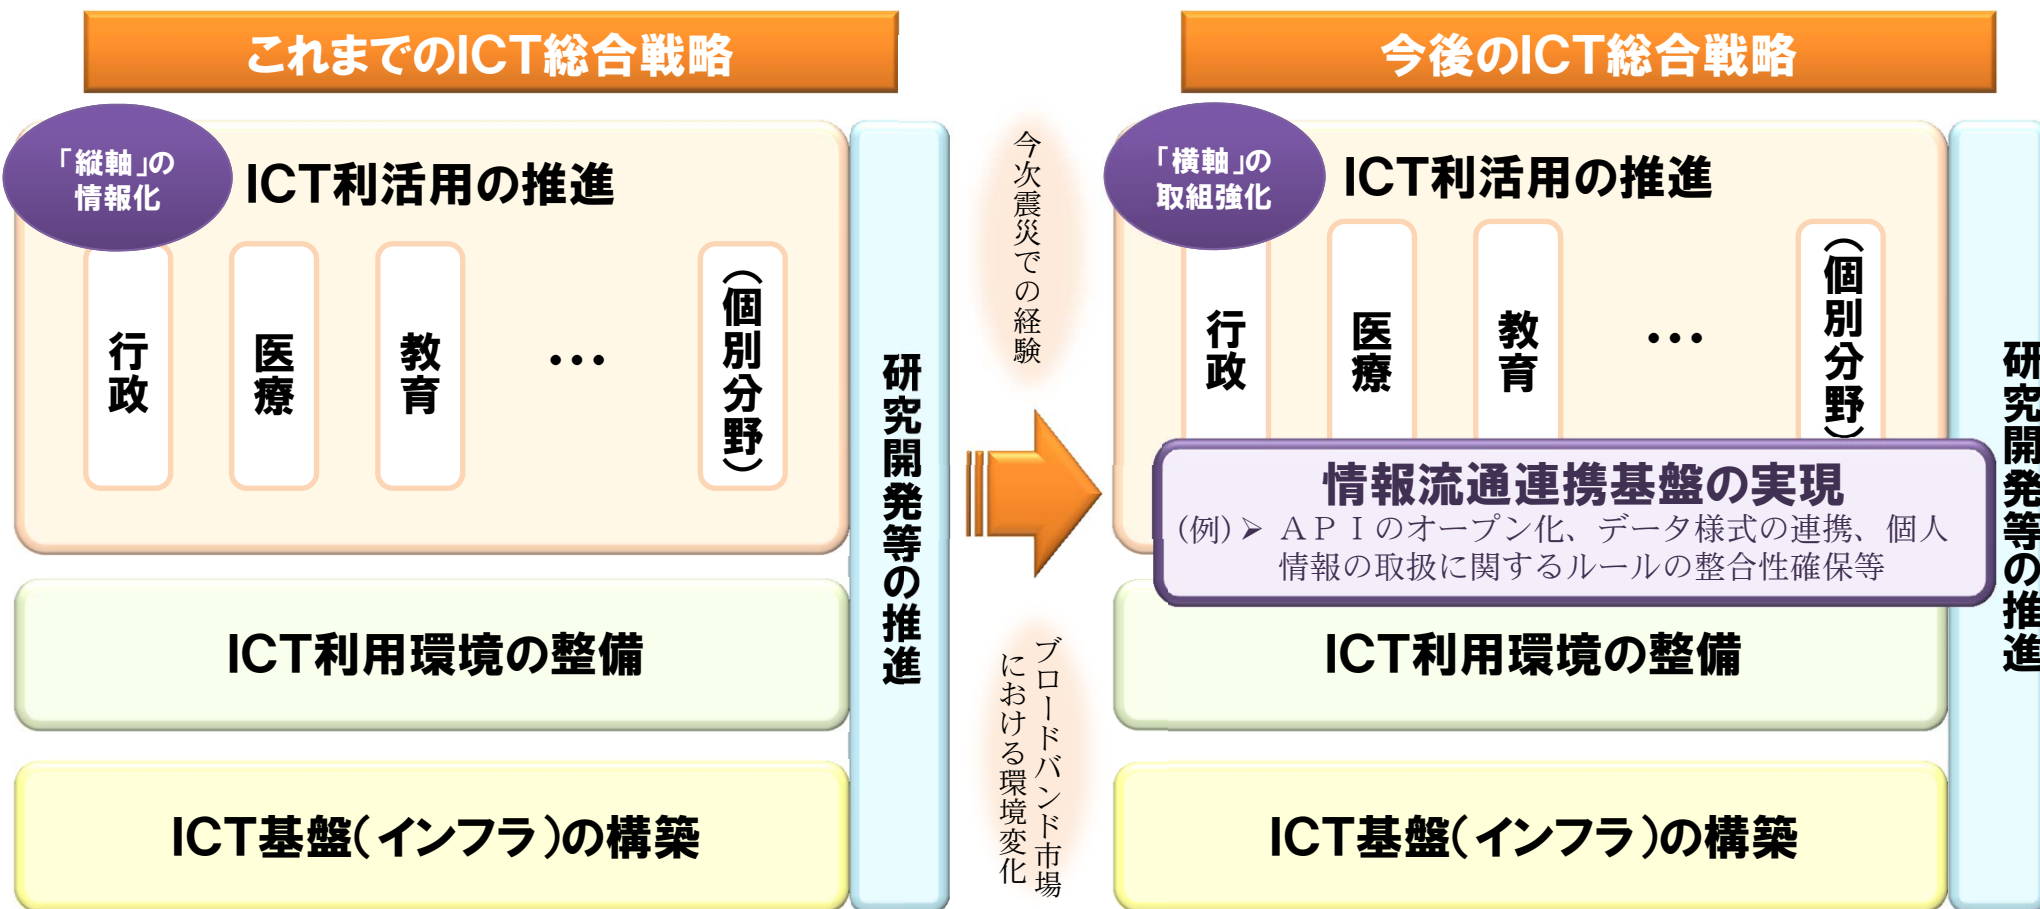 これまでのICT総合戦略
「縦軸」の
情報化
ICT利活用の推進
行政
医療
教育
…
(個別分野)
ICT利用環境の整備
ICT基盤(インフラ)の構築
研究開発等の推進
今次震災での経験
ブロードバンド市場
における環境変化
今後のICT総合戦略
「横軸」の
取組強化
ICT利活用の推進
行政
医療
教育
…
(個別分野)
情報流通連携基盤の実現
(例)➢ ＡＰＩのオープン化、データ様式の連携、個人
情報の取扱に関するルールの整合性確保等
ICT利用環境の整備
ICT基盤(インフラ)の構築
研究開発等の推進